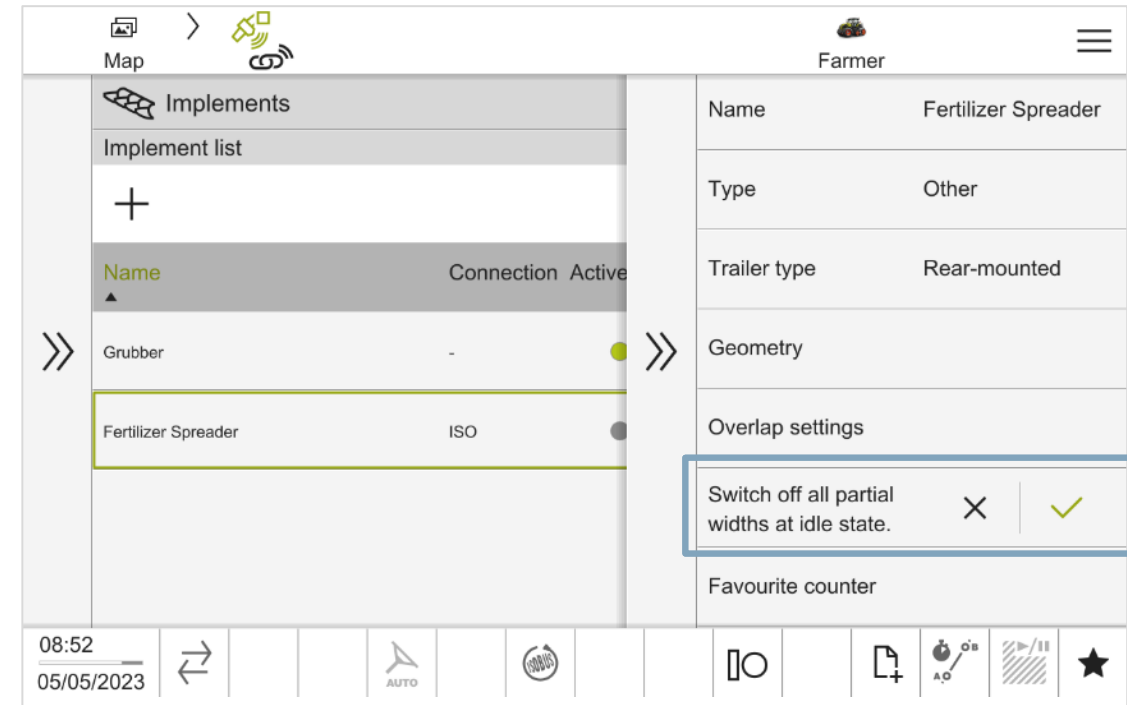 Map
Farmer
Implements
Implement list
Name Connection Active
Grubber -
Fertilizer Spreader ISO
Name Fertilizer Spreader
Type Other
Trailer type Rear-mounted
Geometry
Overlap settings
Switch off all partial
widths at idle state.
Favourite counter
08:52
05/05/2023
AUTO
ISOBUS
A B